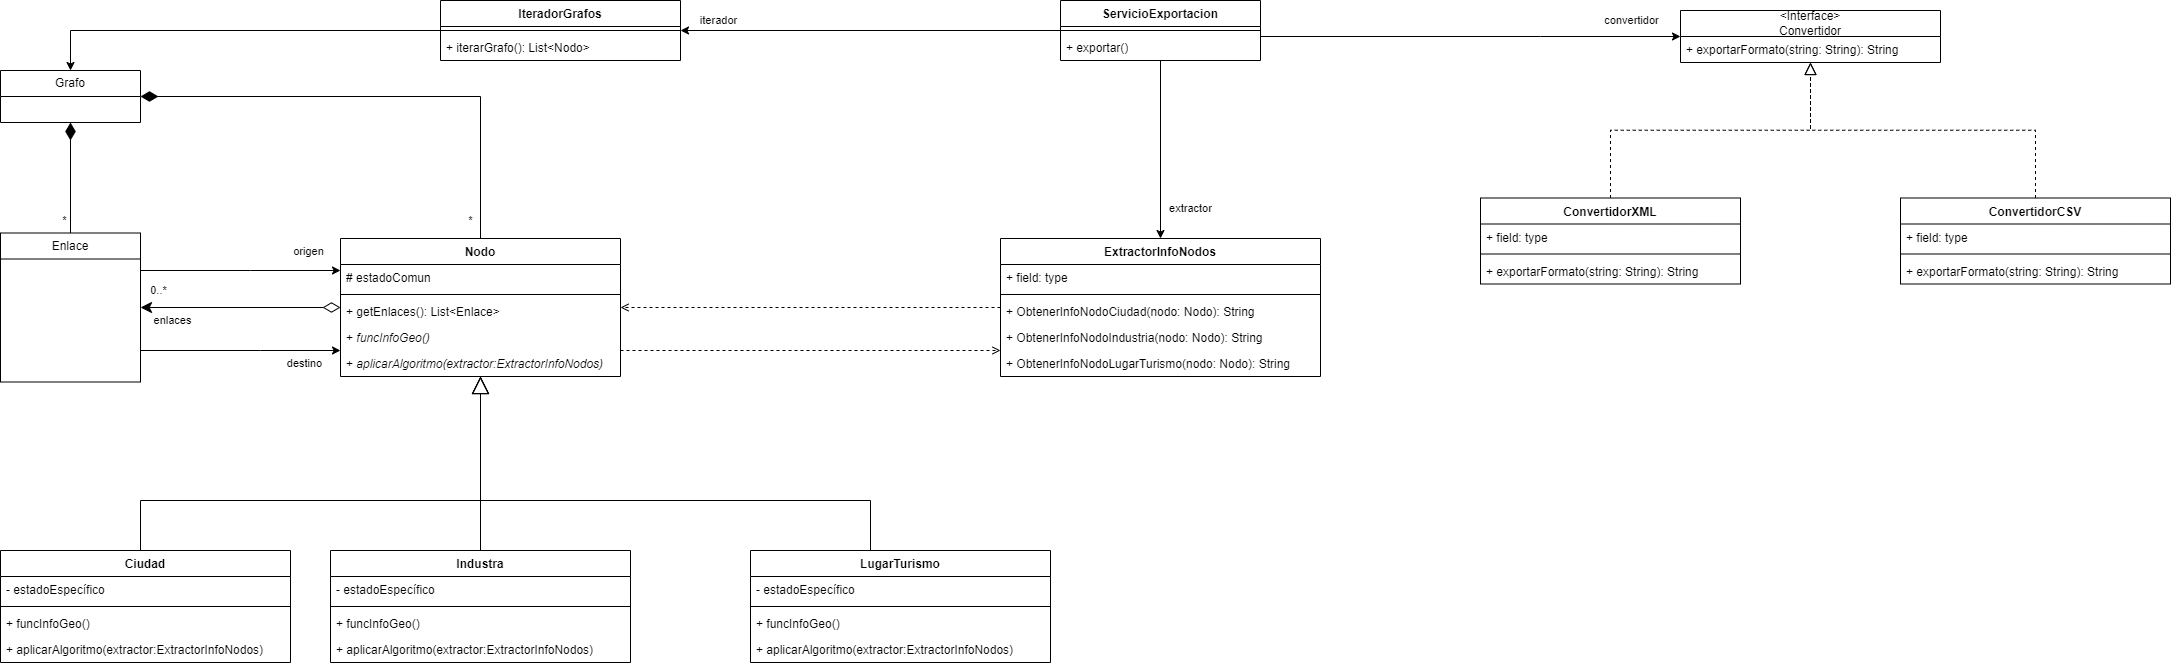 IteradorGrafos
+ iterarGrafo(): List<Nodo>
iterador
ServicioExportacion
+ exportar()
convertidor
<Interface>
Convertidor
+ exportarFormato(string: String): String
Grafo
*
*
extractor
ConvertidorXML
+ field: type
+ exportarFormato(string: String): String
ConvertidorCSV
+ field: type
+ exportarFormato(string: String): String
Enlace
origen
0..*
enlaces
destino
Nodo
# estadoComun
+ getEnlaces(): List<Enlace>
+ funcInfoGeo()
+ aplicarAlgoritmo(extractor:ExtractorInfoNodos)
ExtractorInfoNodos
+ field: type
+ ObtenerInfoNodoCiudad(nodo: Nodo): String
+ ObtenerInfoNodoIndustria(nodo: Nodo): String
+ ObtenerInfoNodoLugarTurismo(nodo: Nodo): String
Ciudad
- estadoEspecífico
+ funcInfoGeo()
+ aplicarAlgoritmo(extractor:ExtractorInfoNodos)
Industra
- estadoEspecífico
+ funcInfoGeo()
+ aplicarAlgoritmo(extractor:ExtractorInfoNodos)
LugarTurismo
- estadoEspecífico
+ funcInfoGeo()
+ aplicarAlgoritmo(extractor:ExtractorInfoNodos)